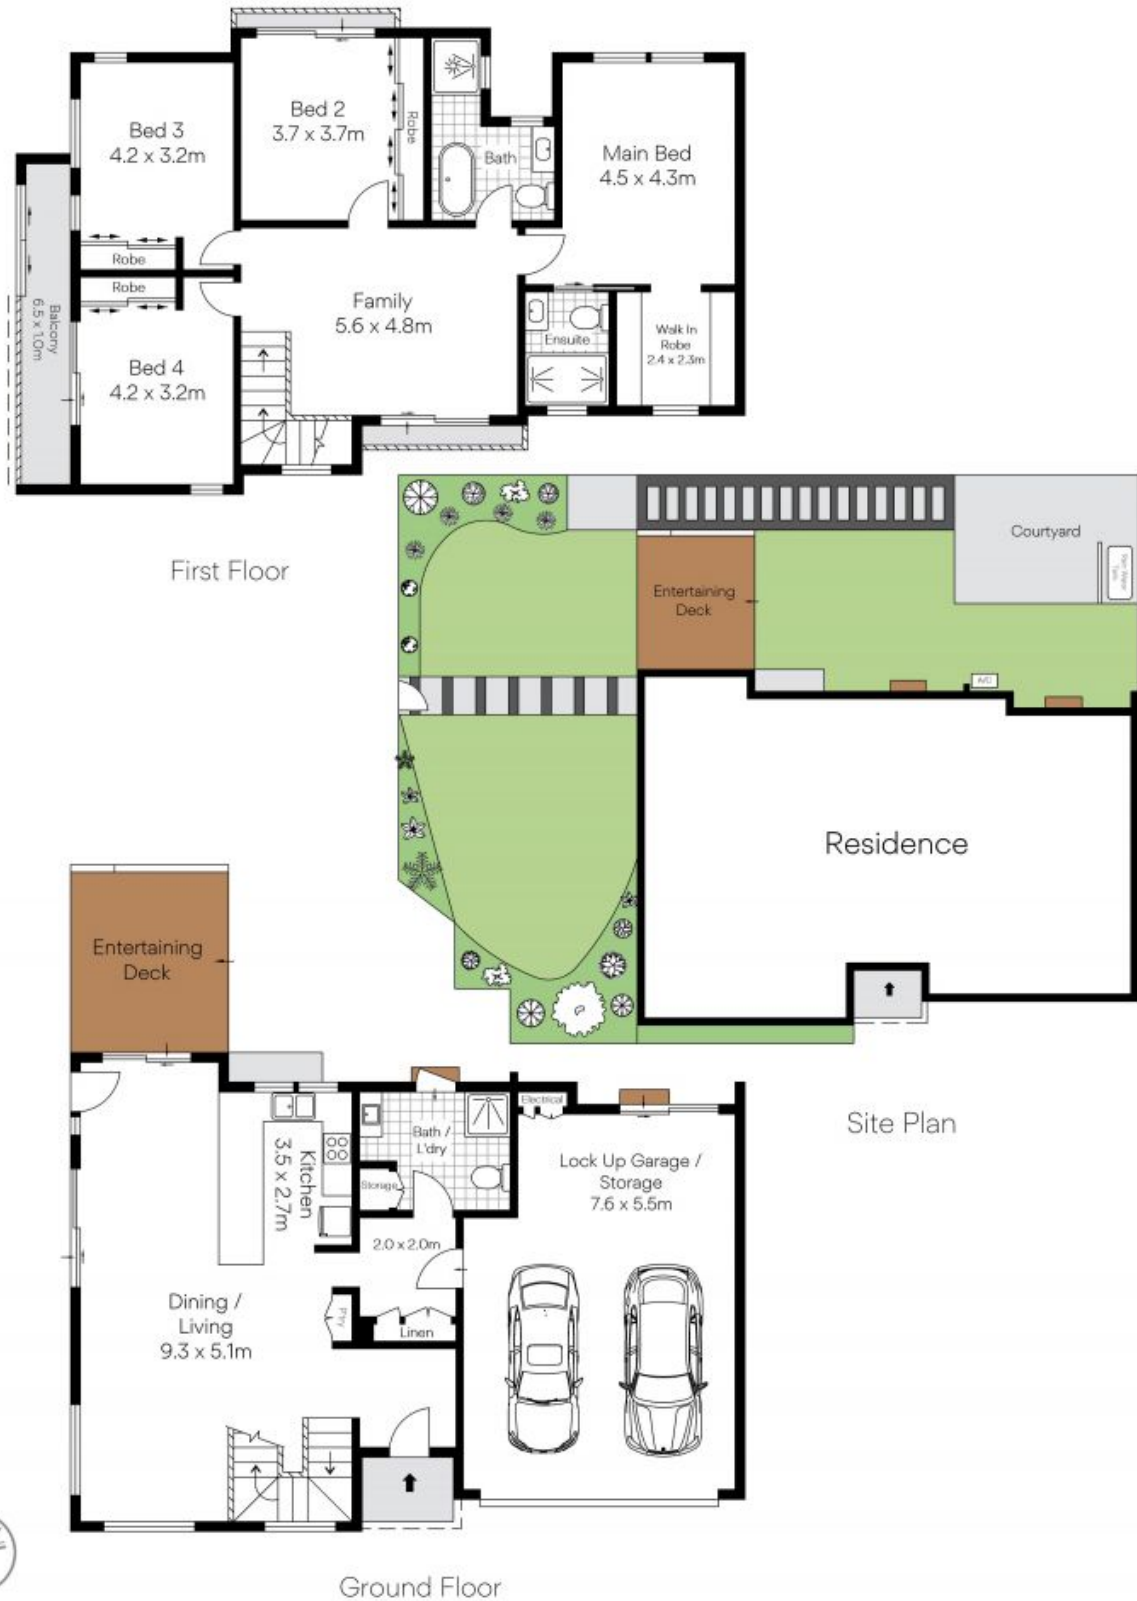 Bed 2
3.7 x 3.7m
Robe
Bed 3
4.2 x 3.2m
Robe
Bath
Main Bed
4.5 x 4.3m
Robe
Bed 4
4.2 x 3.2m
Balcony
6.5 x 1.0m
Family
5.6 x 4.8m
Ensuite
Walk In
Robe
2.4 x 2.3m
First Floor
Courtyard
Entertaining
Deck
A/C
Residence
Site Plan
Entertaining
Deck
Kitchen
3.5 x 2.7m
Bath /
L'dry
Storage
Electrical
Lock Up Garage /
Storage
7.6 x 5.5m
2.0 x 2.0m
Dining /
Living
9.3 x 5.1m
P'try
Linen
Ground Floor